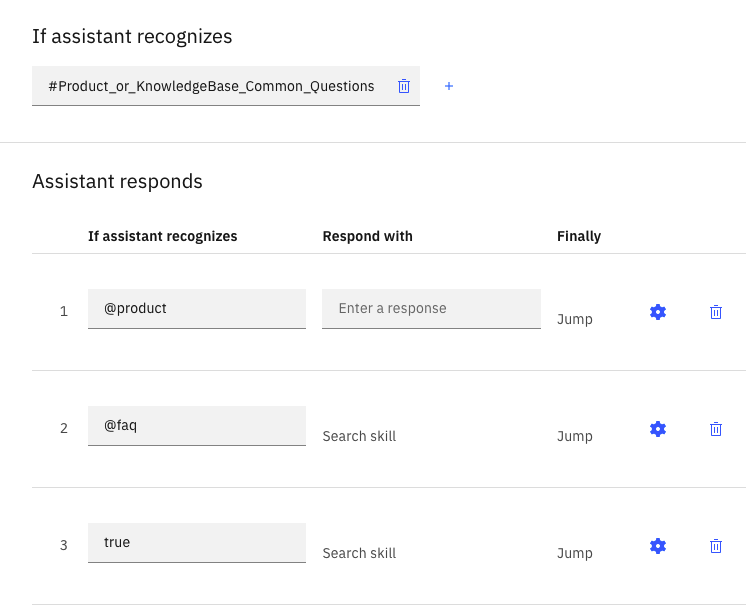 If assistant recognizes
#Product_or_KnowledgeBase_Common_Questions
Assistant responds
If assistant recognizes Respond with Finally
1 @product Enter a response Jump
2 @faq Search skill Jump
3 true Search skill Jump